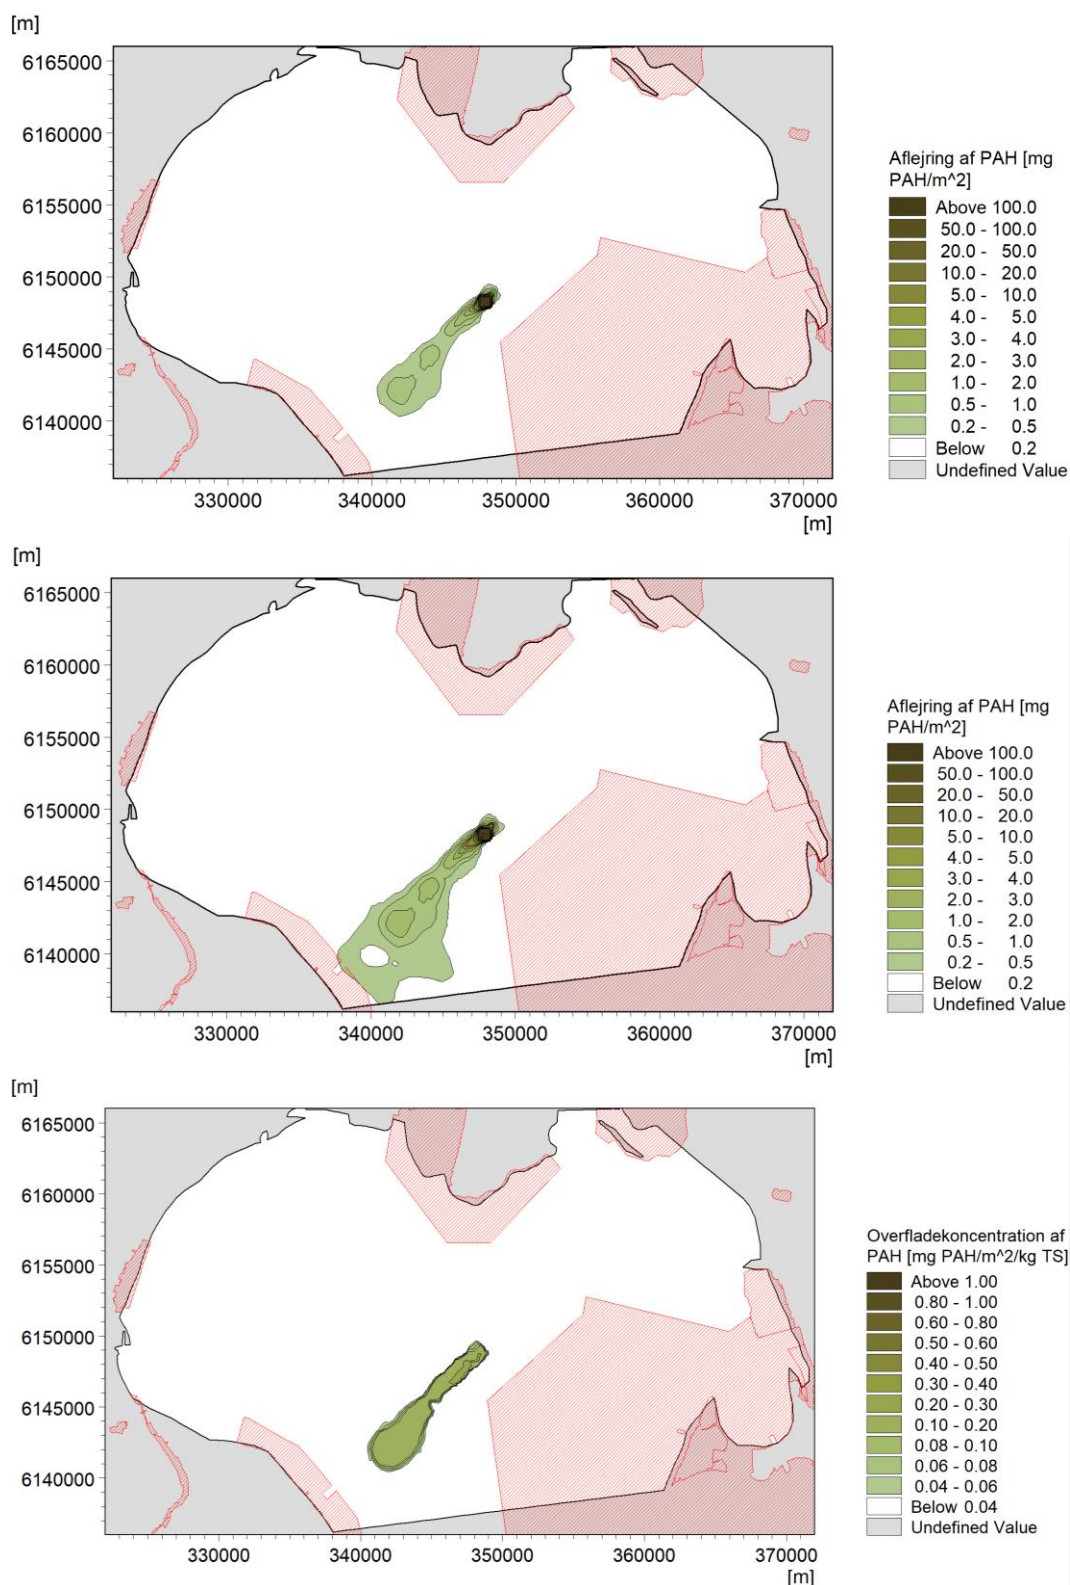 [m]
6165000
6160000
6155000
6150000
6145000
6140000
330000 340000 350000 360000 370000
[m]
Aflejring af PAH [mg
PAH/m^2]
Above 100.0
50.0 - 100.0
20.0 - 50.0
10.0 - 20.0
5.0 - 10.0
4.0 - 5.0
3.0 - 4.0
2.0 - 3.0
1.0 - 2.0
0.5 - 1.0
0.2 - 0.5
Below 0.2
Undefined Value
[m]
6165000
6160000
6155000
6150000
6145000
6140000
330000 340000 350000 360000 370000
[m]
Aflejring af PAH [mg
PAH/m^2]
Above 100.0
50.0 - 100.0
20.0 - 50.0
10.0 - 20.0
5.0 - 10.0
4.0 - 5.0
3.0 - 4.0
2.0 - 3.0
1.0 - 2.0
0.5 - 1.0
0.2 - 0.5
Below 0.2
Undefined Value
[m]
6165000
6160000
6155000
6150000
6145000
6140000
330000 340000 350000 360000 370000
[m]
Overfladekoncentration af
PAH [mg PAH/m^2/kg TS]
Above 1.00
0.80 - 1.00
0.60 - 0.80
0.50 - 0.60
0.40 - 0.50
0.30 - 0.40
0.20 - 0.30
0.10 - 0.20
0.08 - 0.10
0.06 - 0.08
0.04 - 0.06
Below 0.04
Undefined Value